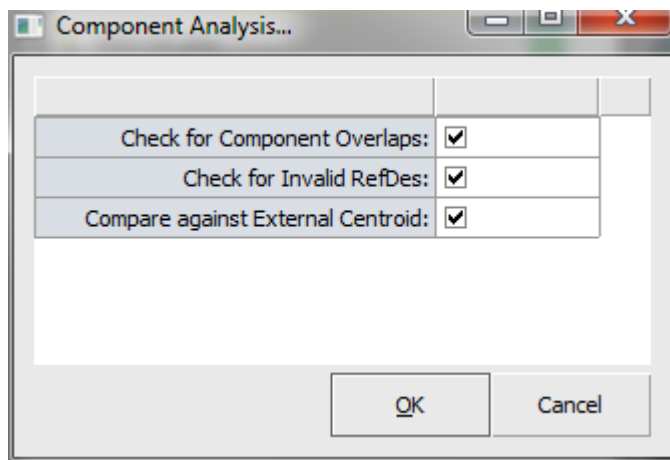 Component Analysis...
Check for Component Overlaps:
Check for Invalid RefDes:
Compare against External Centroid:
OK Cancel